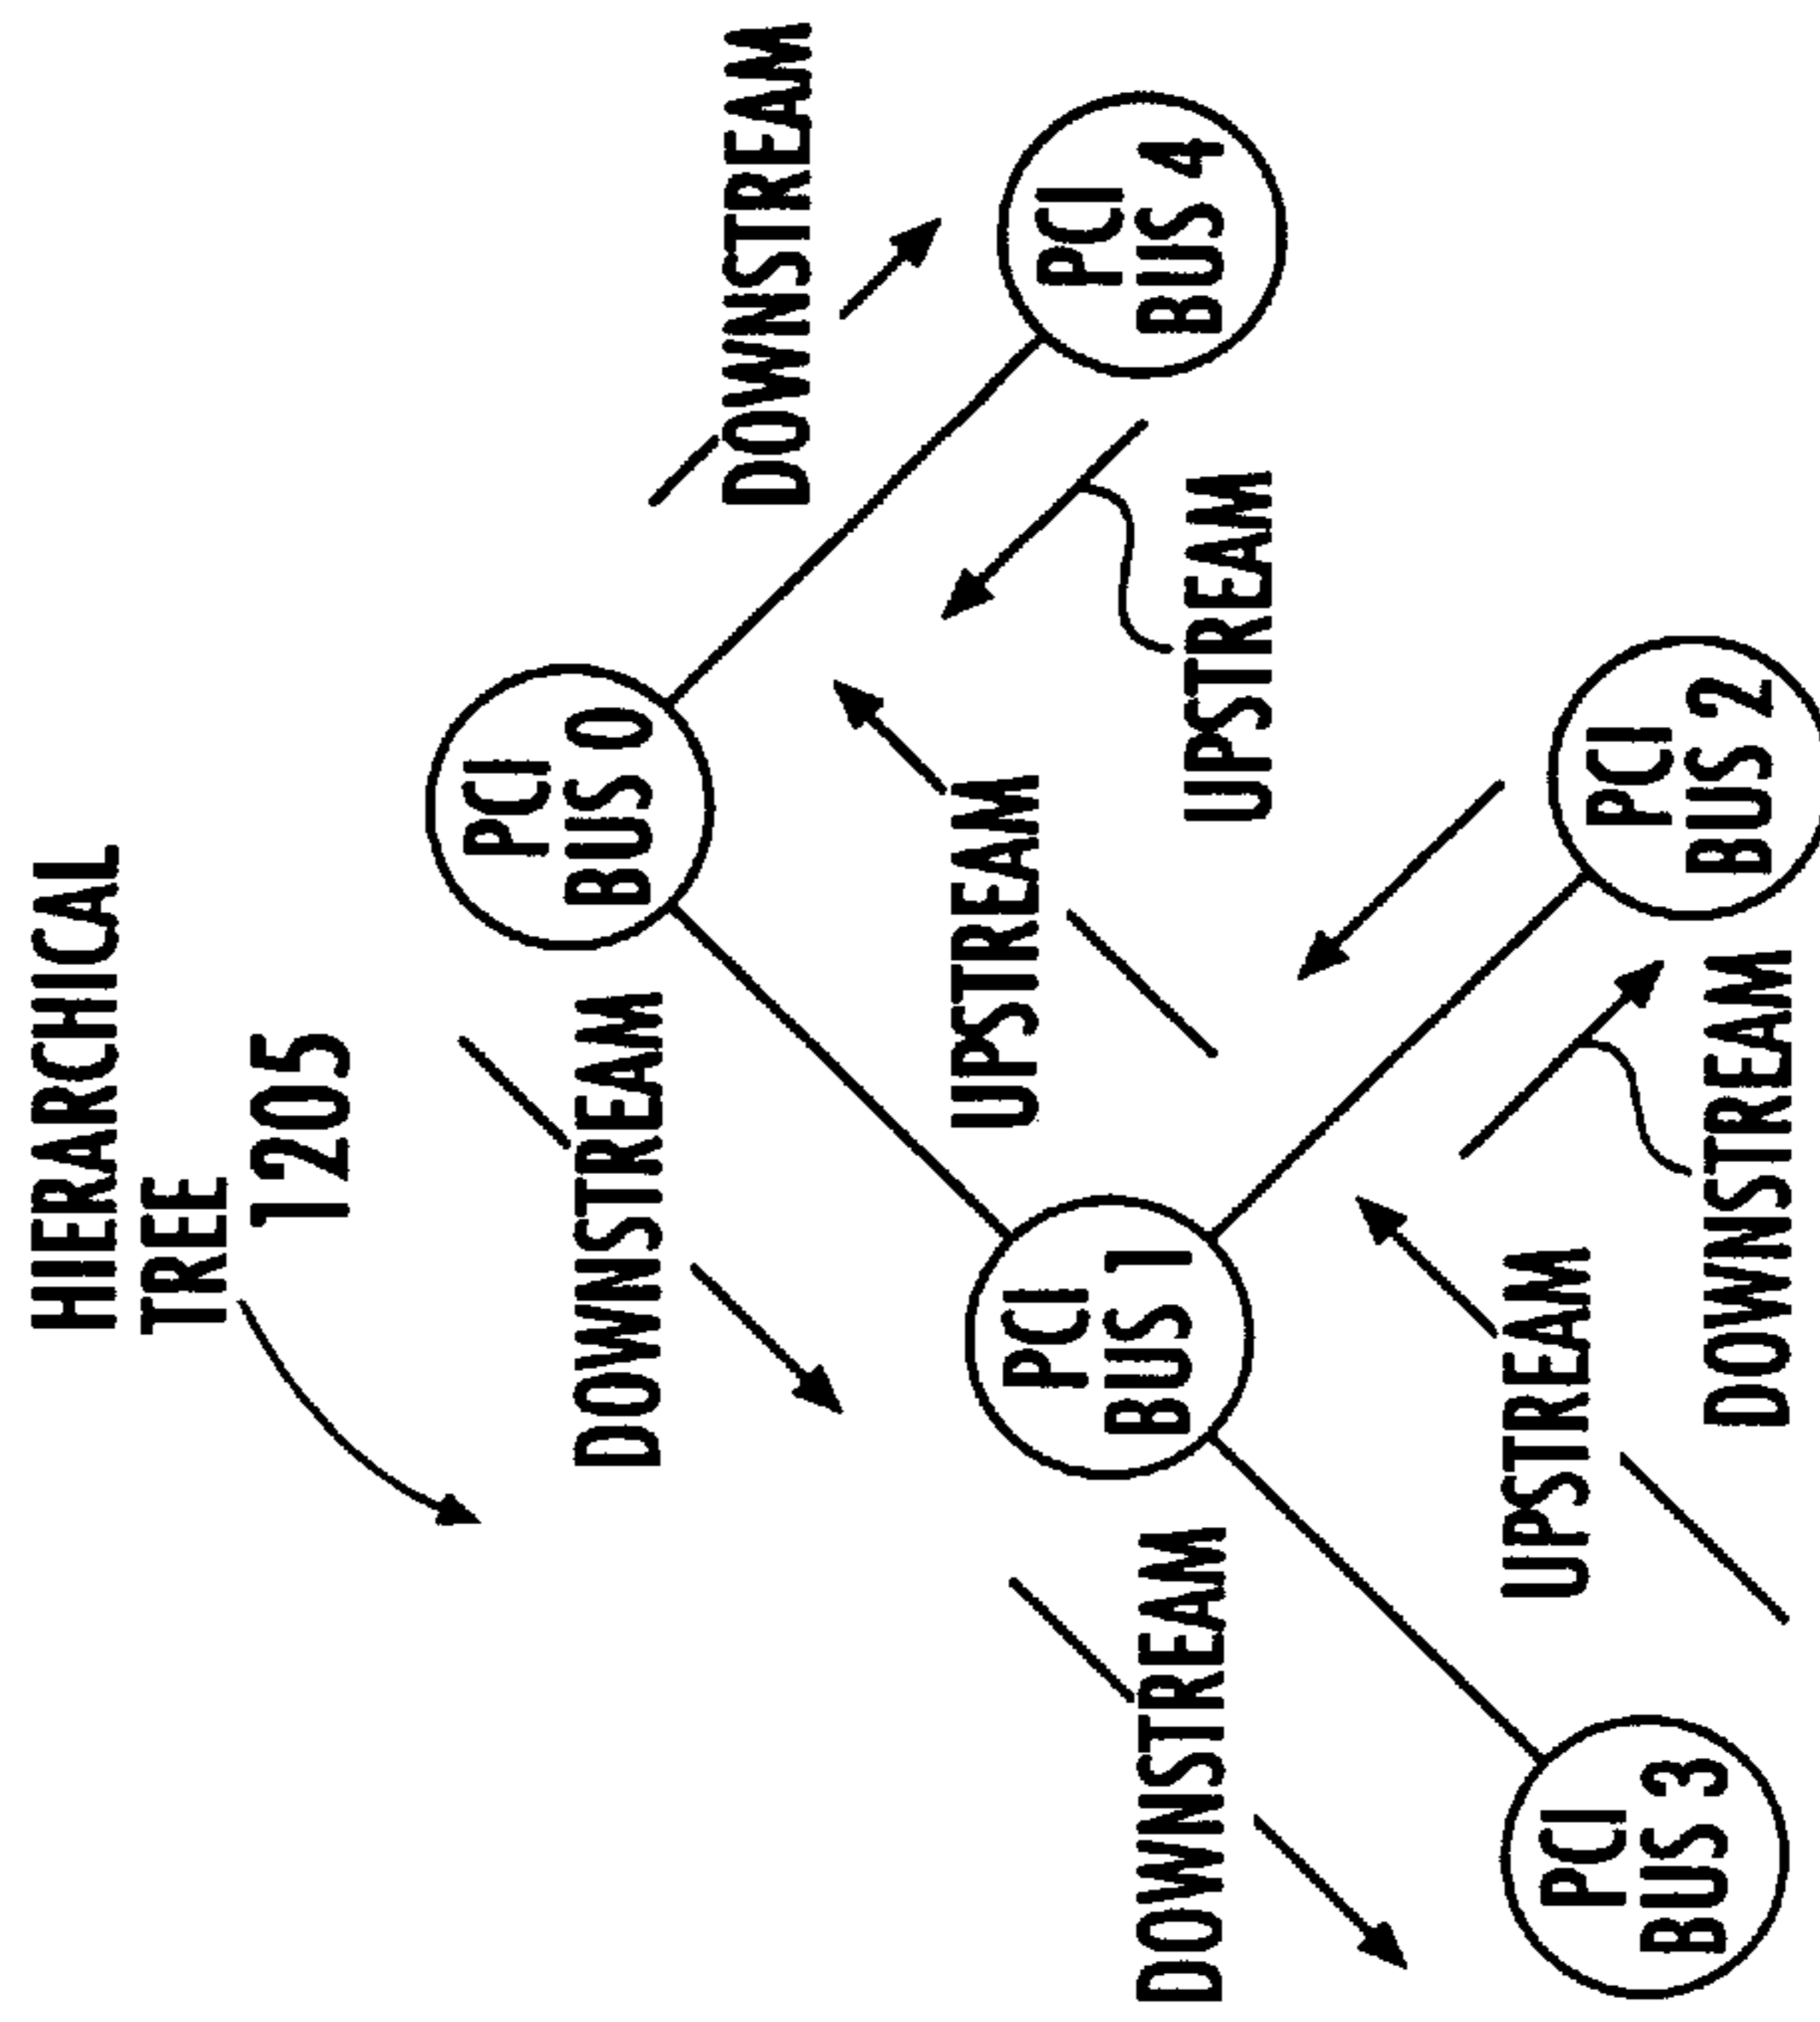 HIERARCHICAL
TREE
1205
PCI
BUS 0
DOWNSTREAM
DOWNSTREAM
UPSTREAM
UPSTREAM
PCI
BUS 1
PCI
BUS 4
DOWNSTREAM
UPSTREAM
DOWNSTREAM
PCI
BUS 3
PCI
BUS 2